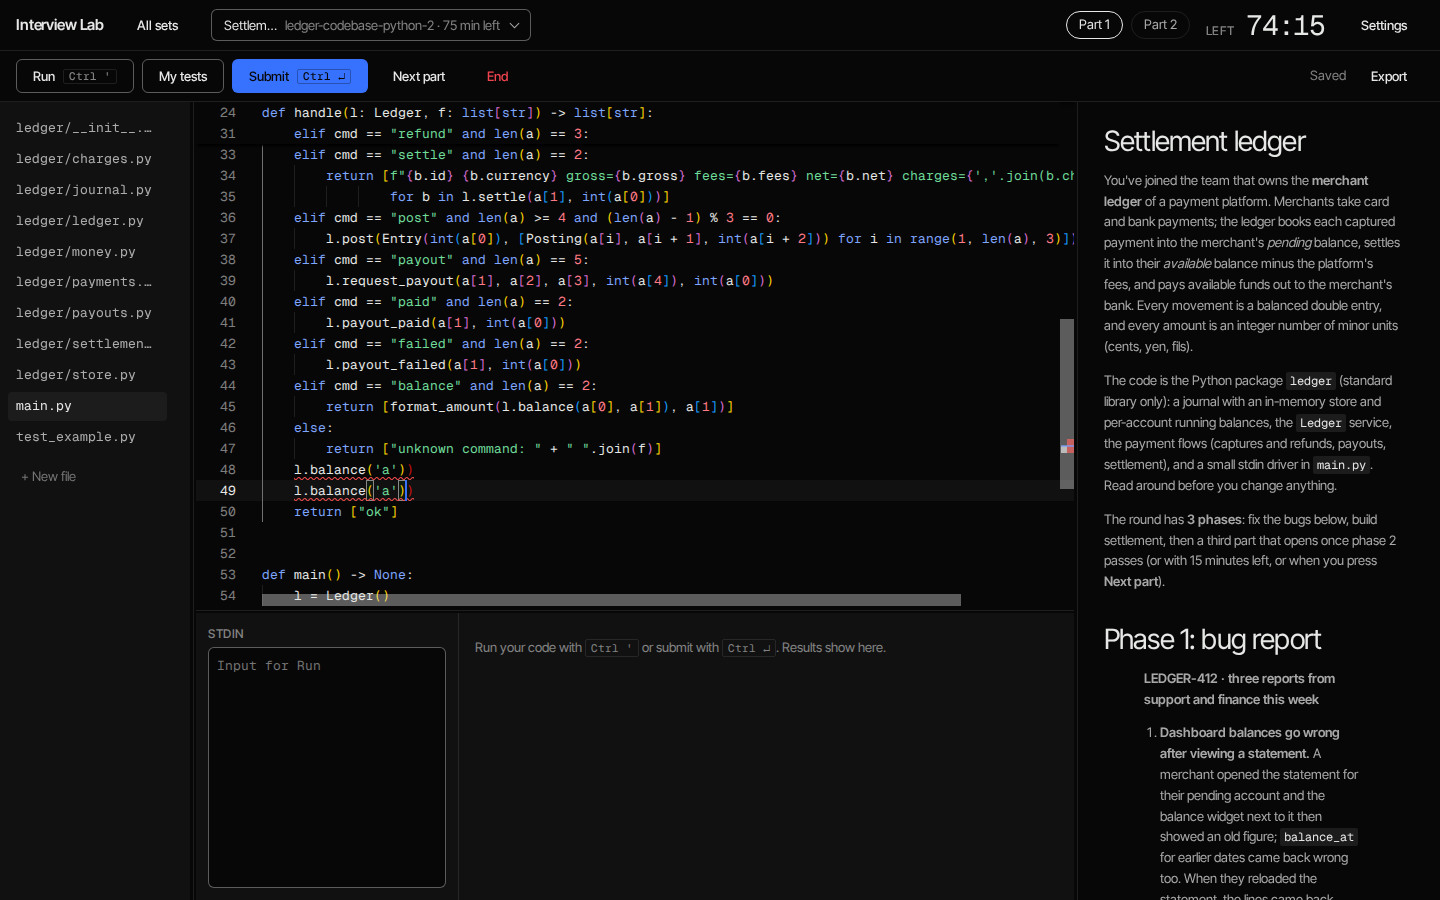 Interview Lab
All sets
Settlem... ledger-codebase-python-2 · 75 min left
Part 1
Part 2
LEFT 74:15
Settings
Run Ctrl '
My tests
Submit Ctrl ↵
Next part
End
Saved
Export
ledger/__init__.…
ledger/charges.py
ledger/journal.py
ledger/ledger.py
ledger/money.py
ledger/payments.…
ledger/payouts.py
ledger/settlemen…
ledger/store.py
main.py
test_example.py
+ New file
24 def handle(l: Ledger, f: list[str]) -> list[str]:
31 elif cmd == "refund" and len(a) == 3:
33 elif cmd == "settle" and len(a) == 2:
34 return [f"{b.id} {b.currency} gross={b.gross} fees={b.fees} net={b.net} charges={','.join(b.ch
35 for b in l.settle(a[1], int(a[0]))]
36 elif cmd == "post" and len(a) >= 4 and (len(a) - 1) % 3 == 0:
37 l.post(Entry(int(a[0]), [Posting(a[i], a[i + 1], int(a[i + 2])) for i in range(1, len(a), 3)])
38 elif cmd == "payout" and len(a) == 5:
39 l.request_payout(a[1], a[2], a[3], int(a[4]), int(a[0]))
40 elif cmd == "paid" and len(a) == 2:
41 l.payout_paid(a[1], int(a[0]))
42 elif cmd == "failed" and len(a) == 2:
43 l.payout_failed(a[1], int(a[0]))
44 elif cmd == "balance" and len(a) == 2:
45 return [format_amount(l.balance(a[0], a[1]), a[1])]
46 else:
47 return ["unknown command: " + " ".join(f)]
48 l.balance('a'))
49 l.balance('a'))
50 return ["ok"]
51
52
53 def main() -> None:
54 l = Ledger()
STDIN
Input for Run
Run your code with Ctrl ' or submit with Ctrl ↵. Results show here.
Settlement ledger
You've joined the team that owns the merchant
ledger of a payment platform. Merchants take card
and bank payments; the ledger books each captured
payment into the merchant's pending balance, settles
it into their available balance minus the platform's
fees, and pays available funds out to the merchant's
bank. Every movement is a balanced double entry,
and every amount is an integer number of minor units
(cents, yen, fils).
The code is the Python package ledger (standard
library only): a journal with an in-memory store and
per-account running balances, the Ledger service,
the payment flows (captures and refunds, payouts,
settlement), and a small stdin driver in main.py.
Read around before you change anything.
The round has 3 phases: fix the bugs below, build
settlement, then a third part that opens once phase 2
passes (or with 15 minutes left, or when you press
Next part).
Phase 1: bug report
LEDGER-412 · three reports from
support and finance this week
1. Dashboard balances go wrong
after viewing a statement. A
merchant opened the statement for
their pending account and the
balance widget next to it then
showed an old figure; balance_at
for earlier dates came back wrong
too. When they reloaded the
statement, the lines came back